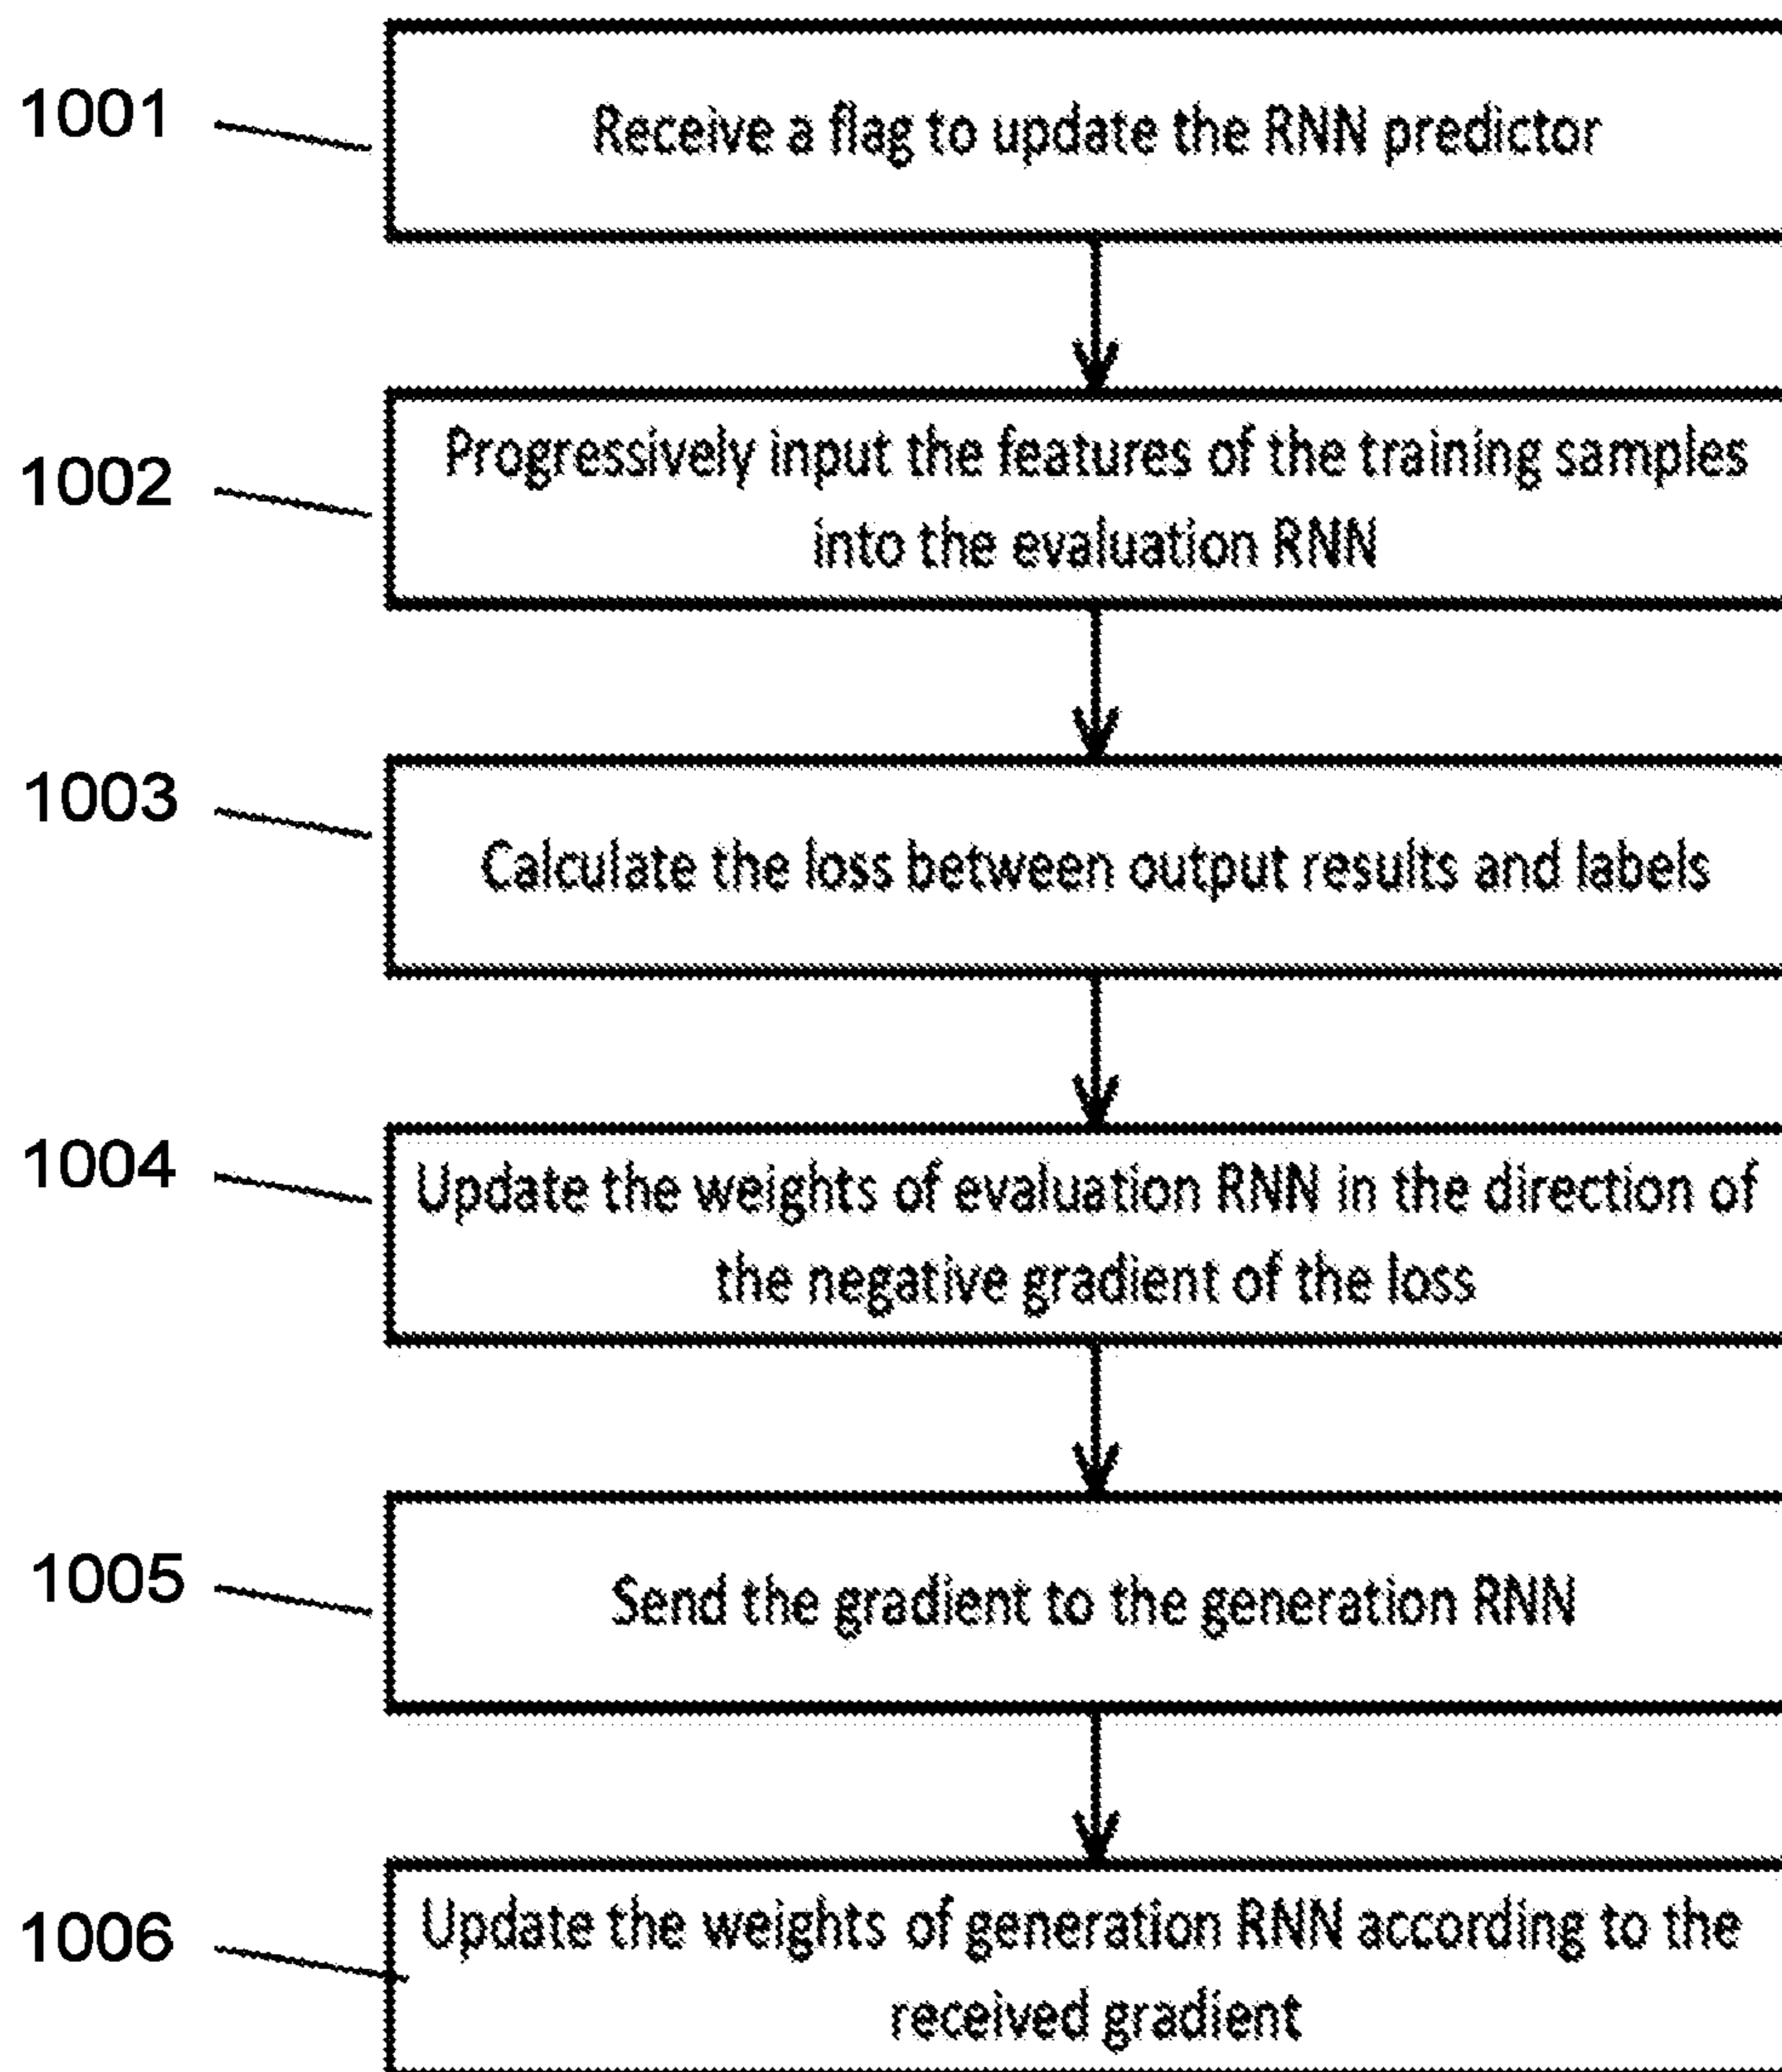 1001
Receive a flag to update the RNN predictor
1002
Progressively input the features of the training samples
into the evaluation RNN
1003
Calculate the loss between output results and labels
1004
Update the weights of evaluation RNN in the direction of
the negative gradient of the loss
1005
Send the gradient to the generation RNN
1006
Update the weights of generation RNN according to the
received gradient